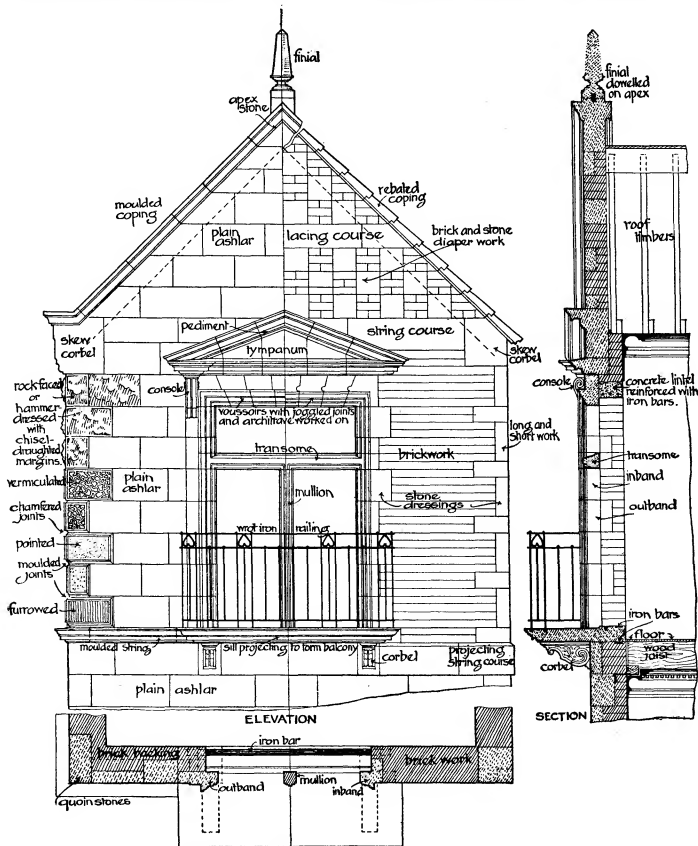 finial
apex
stone
moulded
coping
rebated
coping
plain
ashlar
lacing course
brick and stone
diaper work
skew
corbel
pediment
string course
tympanum
skew
corbel
rock-faced
or
hammer-
dressed
with
chisel-
draughted
margins.
console
voussoirs with joggled joints
and architrave worked on
long and
short work
transome
brickwork
vermiculated
plain
ashlar
mullion
stone
dressings
chamfered
joints
wrot iron railing
pointed
moulded
joints
furrowed
moulded string
sill projecting to form balcony
corbel
projecting
string course
plain ashlar
ELEVATION
finial
dowelled
on apex
roof
timbers
console
concrete lintel
reinforced with
iron bars.
transome
inband
outband
iron bars
floor
wood
joist
corbel
SECTION
iron bar
brick backing
brick work
outband
mullion
inband
quoin stones